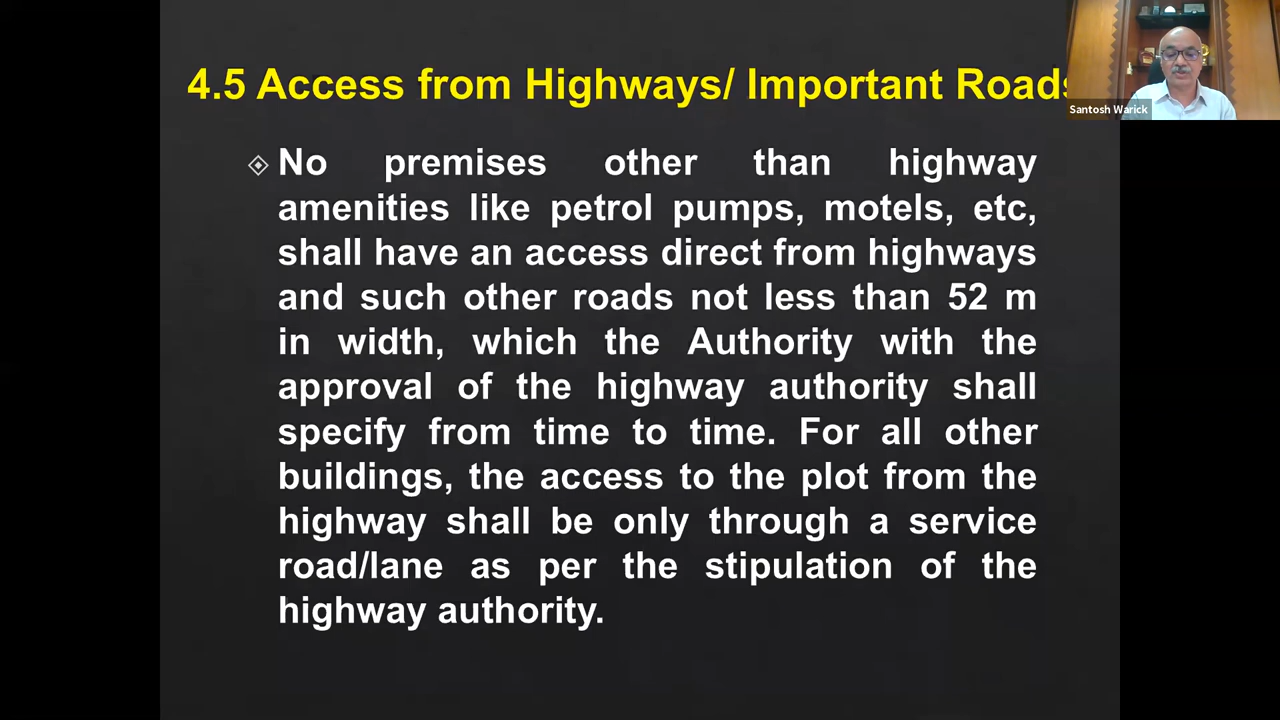 4.5 Access from Highways/ Important Roads
Santosh Warick
No premises other than highway
amenities like petrol pumps, motels, etc,
shall have an access direct from highways
and such other roads not less than 52 m
in width, which the Authority with the
approval of the highway authority shall
specify from time to time. For all other
buildings, the access to the plot from the
highway shall be only through a service
road/lane as per the stipulation of the
highway authority.